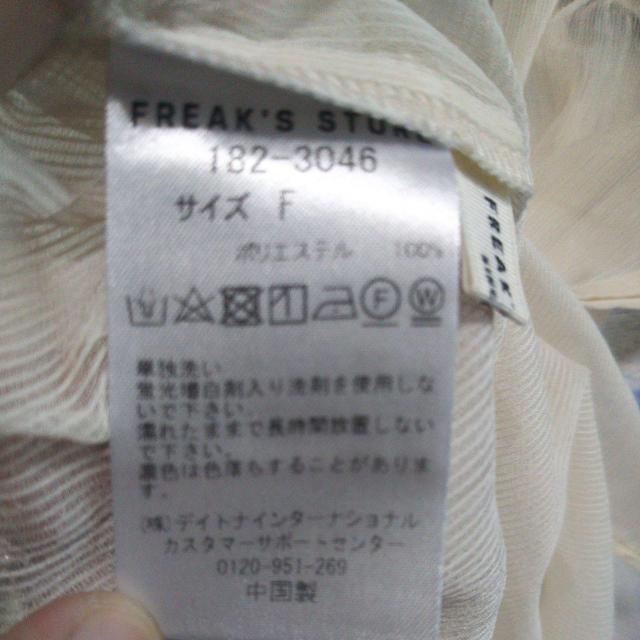 FREAK'S STORE
182-3046
サイズ F
ポリエステル 100%
単独洗い
蛍光増白剤入り洗剤を使用しな
いで下さい。
濡れたままで長時間放置しない
で下さい。
濃色は色落ちすることがありま
す。
(株)デイトナインターナショナル
カスタマーサポートセンター
0120-951-269
中国製